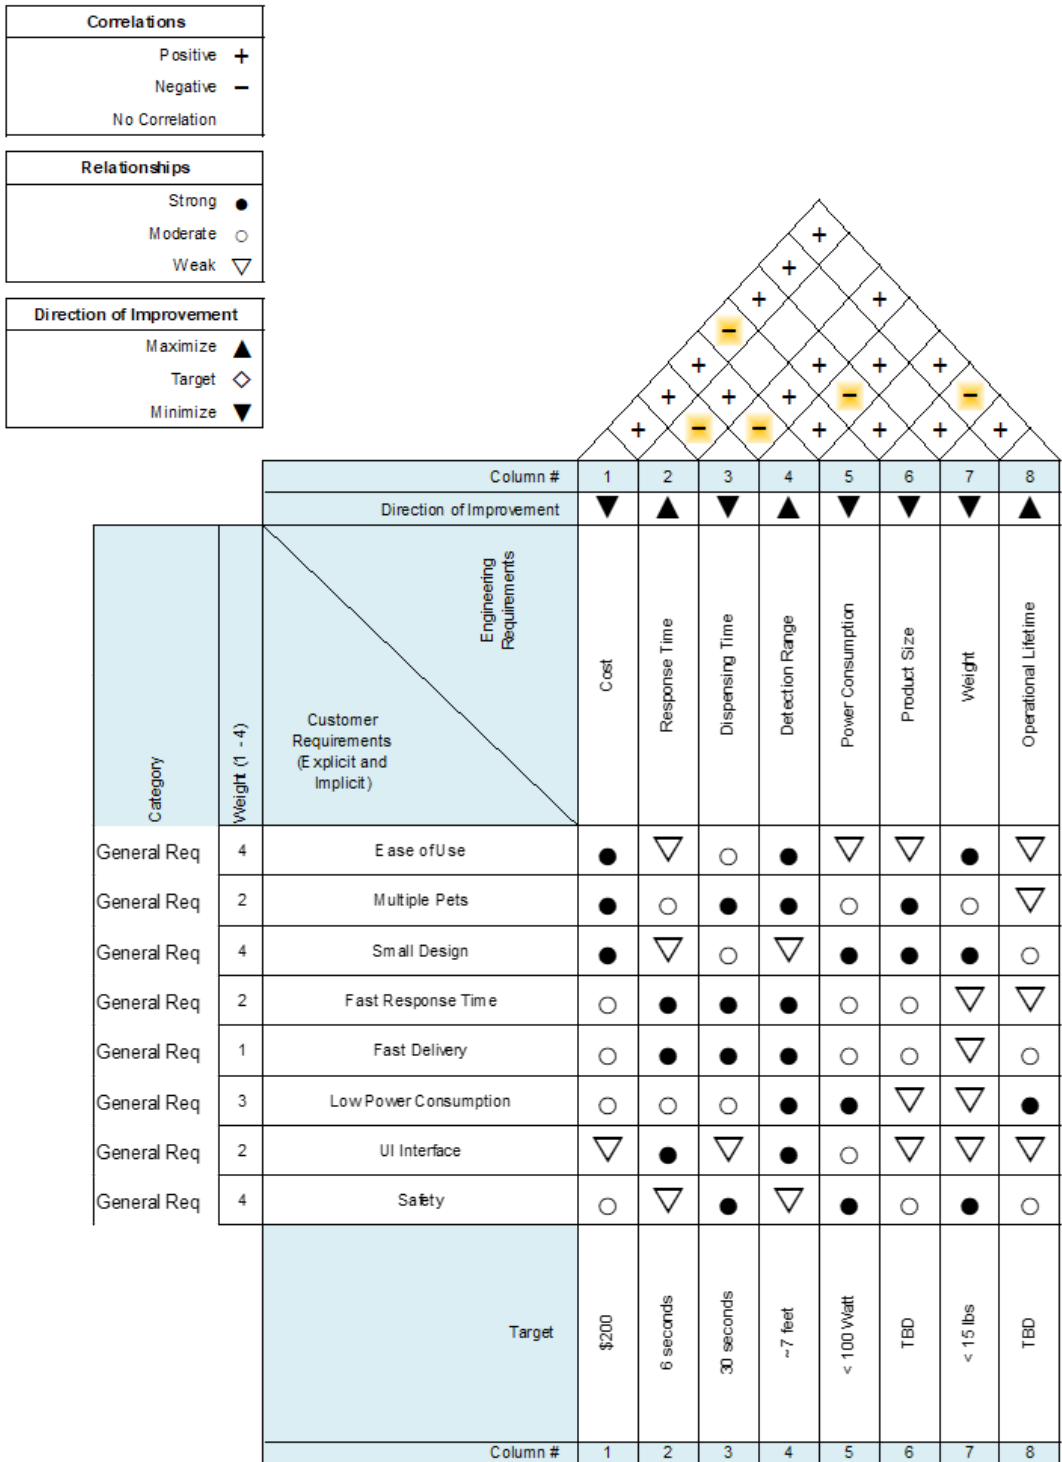 Correlations
Positive +
Negative −
No Correlation
Relationships
Strong ●
Moderate ○
Weak ▽
Direction of Improvement
Maximize ▲
Target ◇
Minimize ▼
+
+
+
+
−
+
+
+
+
+
+
+
−
−
+
−
−
+
+
+
+
Column # 1 2 3 4 5 6 7 8
Direction of Improvement ▼ ▲ ▼ ▲ ▼ ▼ ▼ ▲
Category
Weight (1 - 4)
Engineering
Requirements
Customer
Requirements
(Explicit and
Implicit)
Cost
Response Time
Dispensing Time
Detection Range
Power Consumption
Product Size
Weight
Operational Lifetime
General Req 4 Ease of Use ● ▽ ○ ● ▽ ▽ ● ▽
General Req 2 Multiple Pets ● ○ ● ● ○ ● ○ ▽
General Req 4 Small Design ● ▽ ○ ▽ ● ● ● ○
General Req 2 Fast Response Time ○ ● ● ● ○ ○ ▽ ▽
General Req 1 Fast Delivery ○ ● ● ● ○ ○ ▽ ○
General Req 3 Low Power Consumption ○ ○ ○ ● ● ▽ ▽ ●
General Req 2 UI Interface ▽ ● ▽ ● ○ ▽ ▽ ▽
General Req 4 Safety ○ ▽ ● ▽ ● ○ ● ○
Target
$200
6 seconds
30 seconds
~7 feet
< 100 Watt
TBD
< 15 lbs
TBD
Column # 1 2 3 4 5 6 7 8